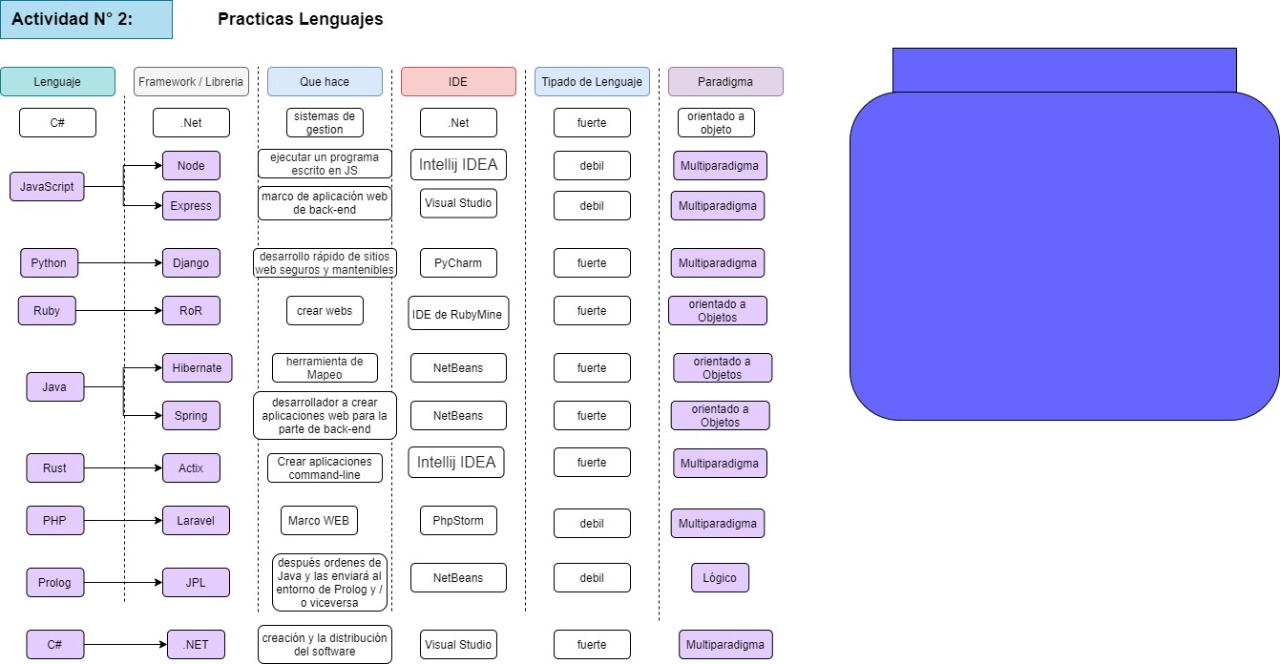 Actividad N° 2:
Practicas Lenguajes
Lenguaje
Framework / Libreria
Que hace
IDE
Tipado de Lenguaje
Paradigma
C#
.Net
sistemas de
gestion
.Net
fuerte
orientado a
objeto
JavaScript
Node
ejecutar un programa
escrito en JS
Intellij IDEA
debil
Multiparadigma
Express
marco de aplicación web
de back-end
Visual Studio
debil
Multiparadigma
Python
Django
desarrollo rápido de sitios
web seguros y mantenibles
PyCharm
fuerte
Multiparadigma
Ruby
RoR
crear webs
IDE de RubyMine
fuerte
orientado a
Objetos
Java
Hibernate
herramienta de
Mapeo
NetBeans
fuerte
orientado a
Objetos
Spring
desarrollador a crear
aplicaciones web para la
parte de back-end
NetBeans
fuerte
orientado a
Objetos
Rust
Actix
Crear aplicaciones
command-line
Intellij IDEA
fuerte
Multiparadigma
PHP
Laravel
Marco WEB
PhpStorm
debil
Multiparadigma
Prolog
JPL
después ordenes de
Java y las enviará al
entorno de Prolog y /
o viceversa
NetBeans
debil
Lógico
C#
.NET
creación y la distribución
del software
Visual Studio
fuerte
Multiparadigma